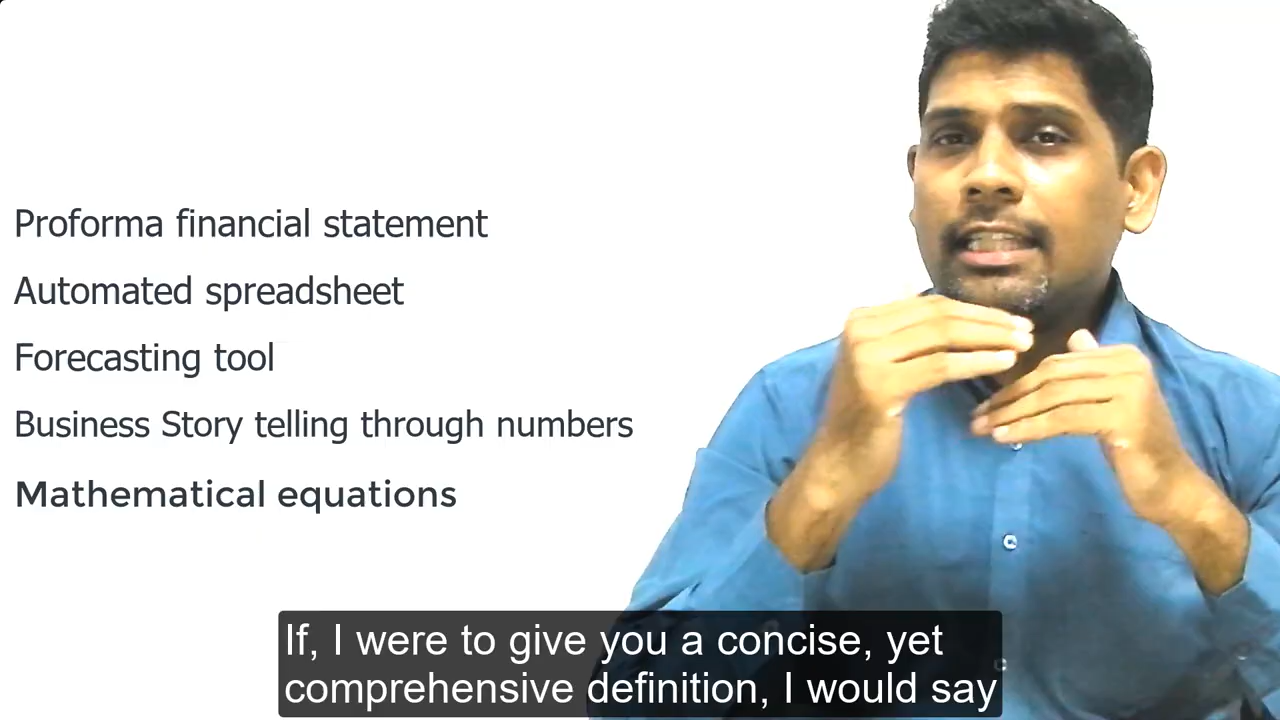 Proforma financial statement
Automated spreadsheet
Forecasting tool
Business Story telling through numbers
Mathematical equations
If, I were to give you a concise, yet
comprehensive definition, I would say